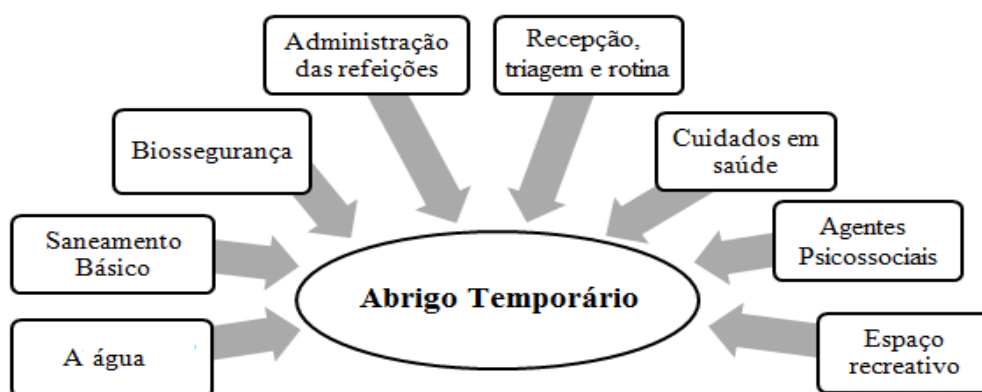 Administração
das refeições
Recepção,
triagem e rotina
Biossegurança
Cuidados em
saúde
Saneamento
Básico
Agentes
Psicossociais
Abrigo Temporário
A água
Espaço
recreativo